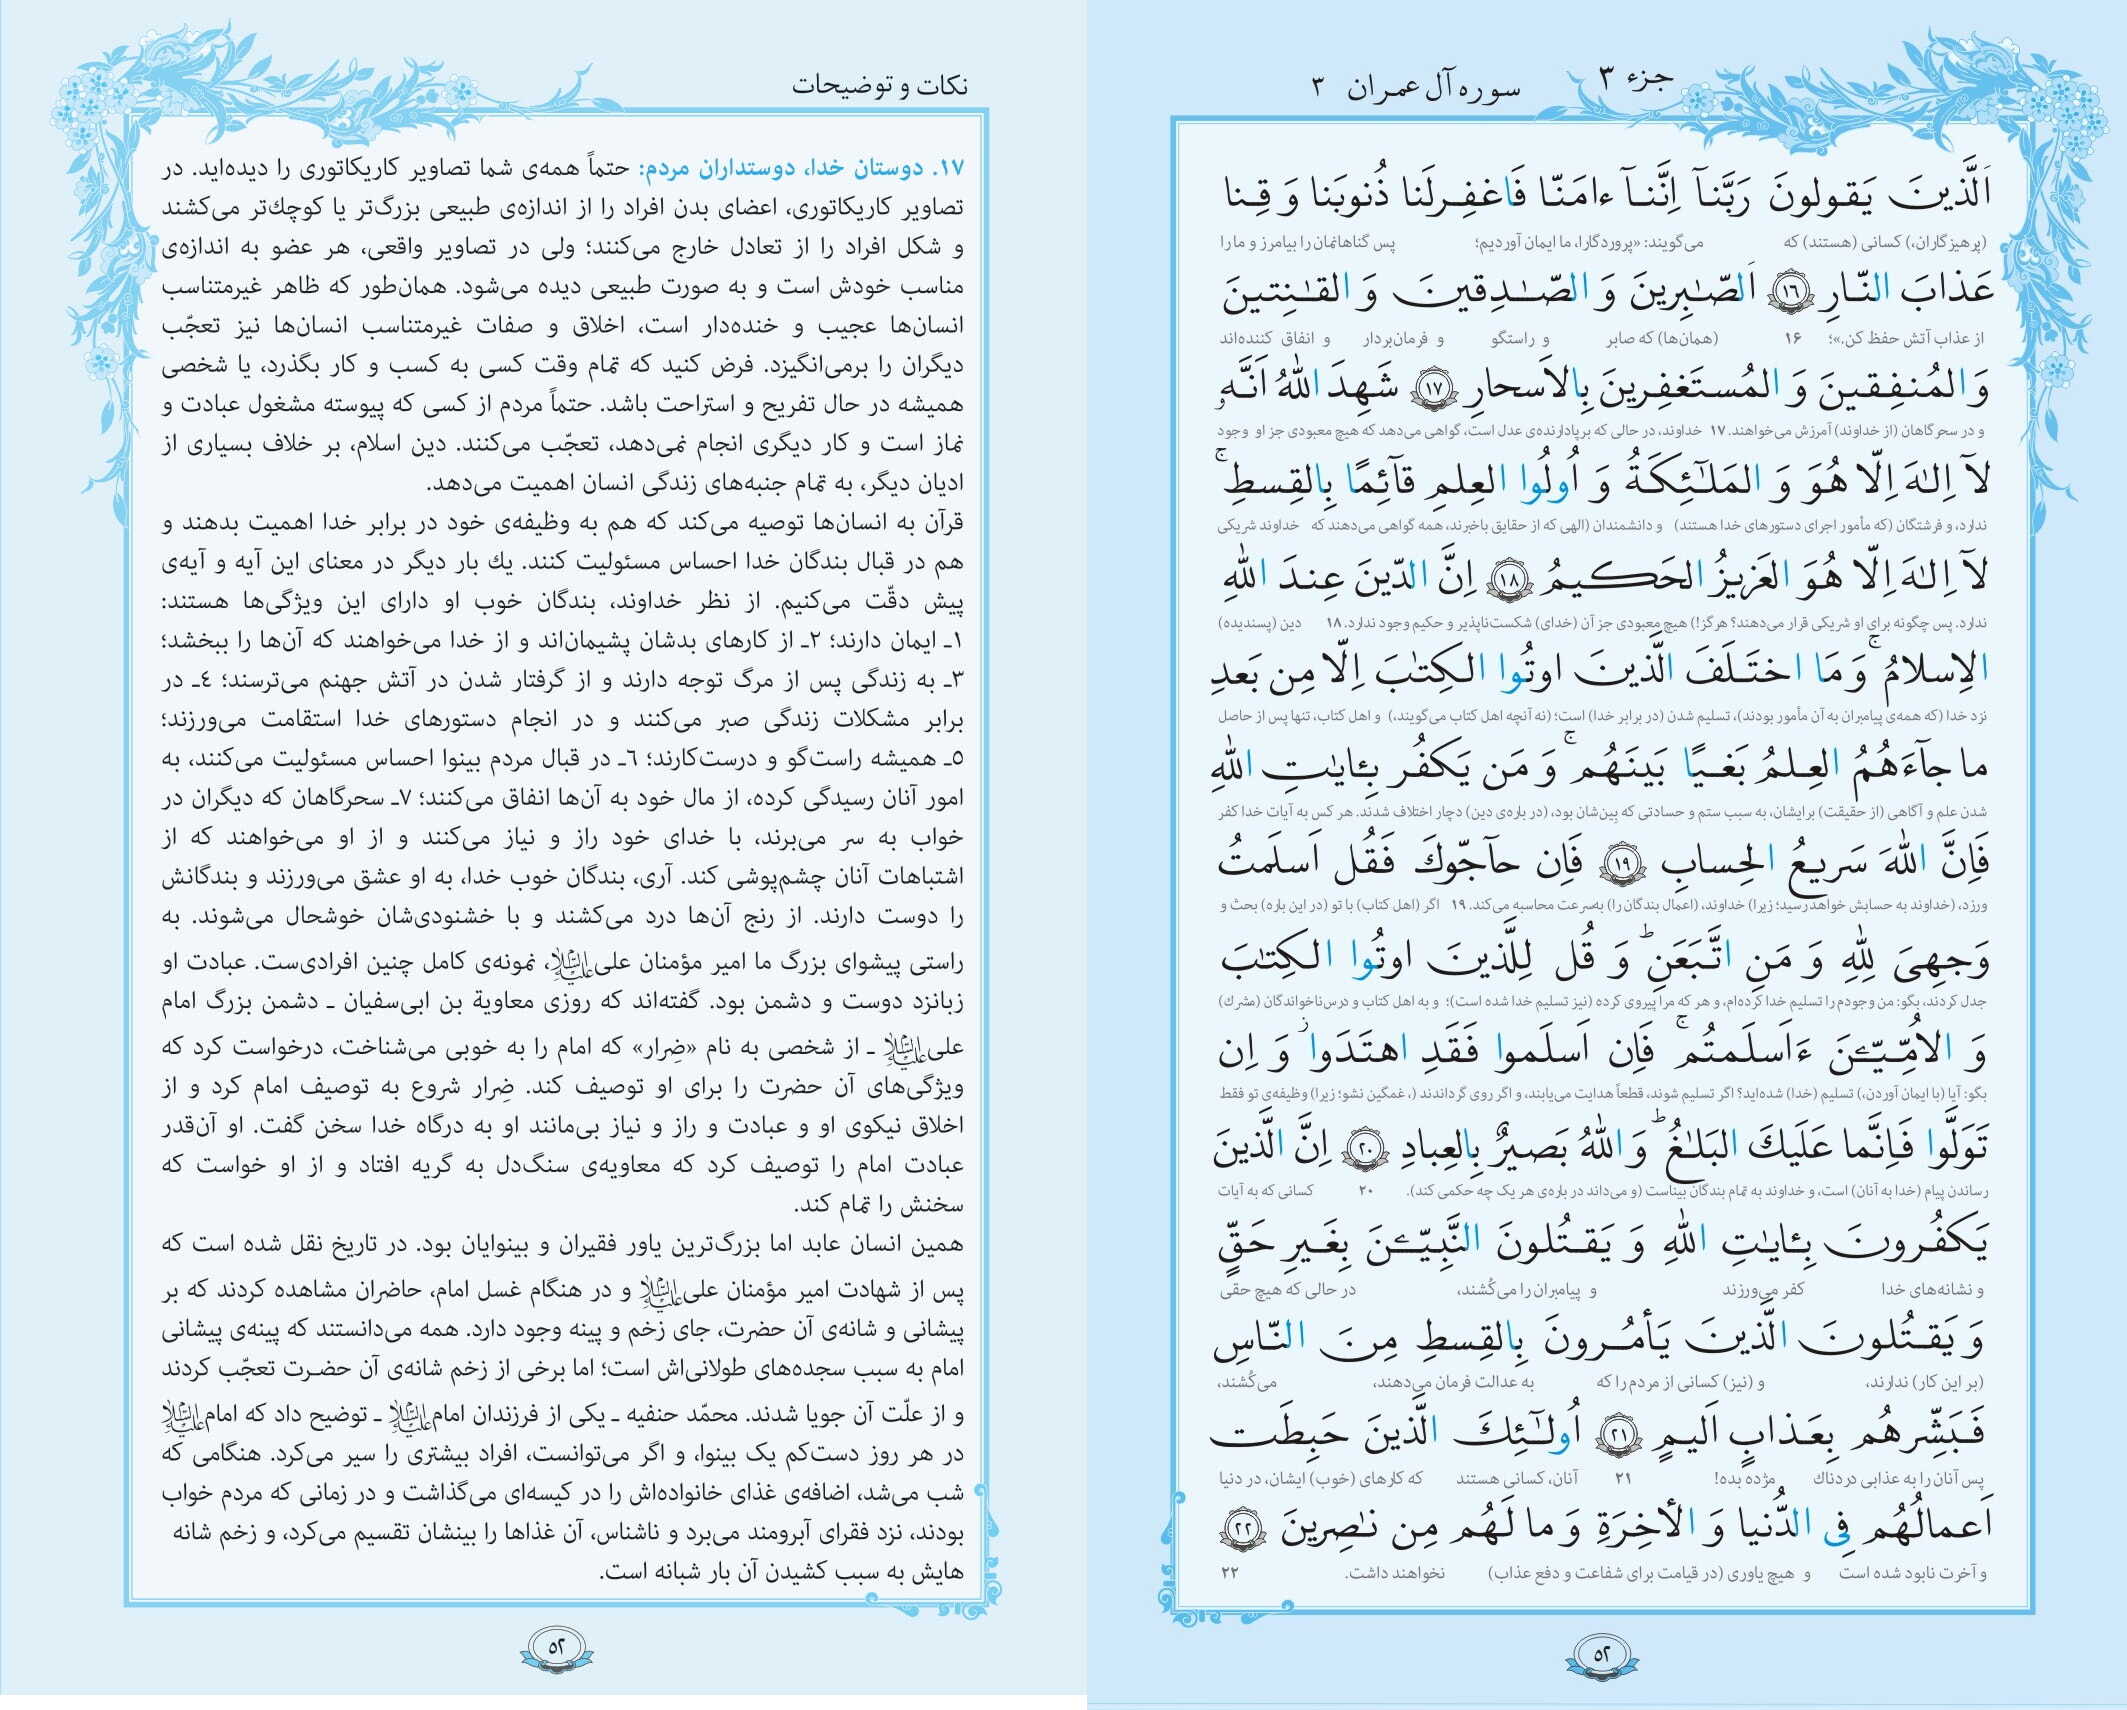 جزء ۳
سوره آل عمران ۳
اَلَّذينَ يَقولونَ رَبَّنآ اِنَّنآ ءامَنّا فَاغفِرلَنا ذُنوبَنا وَ قِنا
(پرهیزگاران،) کسانی (هستند) که می‌گویند: «پروردگارا، ما ایمان آوردیم؛ پس گناهانمان را بیامرز و ما را
عَذابَ النّارِ ۱۶ اَلصّـٰبِرينَ وَ الصّـٰدِقينَ وَ القـٰنِتينَ
از عذاب آتش حفظ کن.»؛ ۱۶ (همان‌ها) که صابر و راستگو و فرمان‌بردار و انفاق کننده‌اند
وَ المُنفِقينَ وَ المُستَغفِرينَ بِالاَسحارِ ۱۷ شَهِدَ اللّٰهُ اَنَّهٗ
و در سحرگاهان (از خداوند) آمرزش می‌خواهند. ۱۷ خداوند، در حالی که برپادارنده‌ی عدل است، گواهی می‌دهد که هیچ معبودی جز او وجود
لآ اِلـٰهَ اِلّا هُوَ وَ المَلـٰٓئِكَةُ وَ اُولُوا العِلمِ قآئِمًا بِالقِسطِ ۚ
ندارد، و فرشتگان (که مأمور اجرای دستورهای خدا هستند) و دانشمندان (الهی که از حقایق باخبرند، همه گواهی می‌دهند که خداوند شریکی
لآ اِلـٰهَ اِلّا هُوَ العَزيزُ الحَكيمُ ۱۸ اِنَّ الدّينَ عِندَ اللّٰهِ
ندارد. پس چگونه برای او شریکی قرار می‌دهند؟ هرگز!) هیچ معبودی جز آن (خدای) شکست‌ناپذیر و حکیم وجود ندارد. ۱۸ دین (پسندیده)
الاِسلامُ ۚ وَ مَا اختَلَفَ الَّذينَ اوتُوا الكِتـٰبَ اِلّا مِن بَعدِ
نزد خدا (که همه‌ی پیامبران به آن مأمور بودند)، تسلیم شدن (در برابر خدا) است؛ (نه آنچه اهل کتاب می‌گویند،) و اهل کتاب، تنها پس از حاصل
ما جآءَهُمُ العِلمُ بَغيًا بَينَهُم ۚ وَ مَن يَكفُر بِـٔايـٰتِ اللّٰهِ
شدن علم و آگاهی (از حقیقت) برایشان، به سبب ستم و حسادتی که بین‌شان بود، (در باره‌ی دین) دچار اختلاف شدند. هر کس به آیات خدا کفر
فَاِنَّ اللّٰهَ سَريعُ الحِسابِ ۱۹ فَاِن حآجّوكَ فَقُل اَسلَمتُ
ورزد، (خداوند به حسابش خواهد رسید؛ زیرا) خداوند، (اعمال بندگان را) به‌سرعت محاسبه می‌کند. ۱۹ اگر (اهل کتاب) با تو (در این باره) بحث و
وَجهِىَ لِلّٰهِ وَ مَنِ اتَّبَعَنِ ؕ وَ قُل لِلَّذينَ اوتُوا الكِتـٰبَ
جدل کردند، بگو: من وجودم را تسلیم خدا کرده‌ام، و هر که مرا پیروی کرده (نیز تسلیم خدا شده است)؛ و به اهل کتاب و درس‌ناخواندگان (مشرك)
وَ الاُمِّيّـۧنَ ءَاَسلَمتُم ۚ فَاِن اَسلَموا فَقَدِ اهتَدَوا ۖ وَ اِن
بگو: آیا (با ایمان آوردن،) تسلیم (خدا) شده‌اید؟ اگر تسلیم شوند، قطعاً هدایت می‌یابند، و اگر روی گرداندند (، غمگین نشو؛ زیرا) وظیفه‌ی تو فقط
تَوَلَّوا فَاِنَّما عَلَيكَ البَلـٰغُ ؕ وَ اللّٰهُ بَصيرٌ بِالعِبادِ ۲۰ اِنَّ الَّذينَ
رساندن پیام (خدا به آنان) است، و خداوند به تمام بندگان بیناست (و می‌داند در باره‌ی هر یک چه حکمی کند). ۲۰ کسانی که به آیات
يَكفُرونَ بِـٔايـٰتِ اللّٰهِ وَ يَقتُلونَ النَّبِيّـۧنَ بِغَيرِ حَقٍّ
و نشانه‌های خدا کفر می‌ورزند و پیامبران را می‌کُشند، در حالی که هیچ حقی
وَ يَقتُلونَ الَّذينَ يَأمُرونَ بِالقِسطِ مِنَ النّاسِ
(بر این کار) ندارند، و (نیز) کسانی از مردم را که به عدالت فرمان می‌دهند، می‌کُشند،
فَبَشِّرهُم بِعَذابٍ اَليمٍ ۲۱ اُولـٰٓئِكَ الَّذينَ حَبِطَت
پس آنان را به عذابی دردناك مژده بده! ۲۱ آنان، کسانی هستند که کارهای (خوب) ایشان، در دنیا
اَعمالُهُم فِى الدُّنيا وَ الأخِرَةِ وَ ما لَهُم مِن نـٰصِرينَ ۲۲
و آخرت نابود شده است و هیچ یاوری (در قیامت برای شفاعت و دفع عذاب) نخواهند داشت. ۲۲
۵۲
نکات و توضیحات
۱۷. دوستان خدا، دوستداران مردم: حتماً همه‌ی شما تصاویر کاریکاتوری را دیده‌اید. در
تصاویر کاریکاتوری، اعضای بدن افراد را از اندازه‌ی طبیعی بزرگ‌تر یا کوچك‌تر می‌کشند
و شکل افراد را از تعادل خارج می‌کنند؛ ولی در تصاویر واقعی، هر عضو به اندازه‌ی
مناسب خودش است و به صورت طبیعی دیده می‌شود. همان‌طور که ظاهر غیرمتناسب
انسان‌ها عجیب و خنده‌دار است، اخلاق و صفات غیرمتناسب انسان‌ها نیز تعجّب
دیگران را برمی‌انگیزد. فرض کنید که تمام وقت کسی به کسب و کار بگذرد، یا شخصی
همیشه در حال تفریح و استراحت باشد. حتماً مردم از کسی که پیوسته مشغول عبادت و
نماز است و کار دیگری انجام نمی‌دهد، تعجّب می‌کنند. دین اسلام، بر خلاف بسیاری از
ادیان دیگر، به تمام جنبه‌های زندگی انسان اهمیت می‌دهد.
قرآن به انسان‌ها توصیه می‌کند که هم به وظیفه‌ی خود در برابر خدا اهمیت بدهند و
هم در قبال بندگان خدا احساس مسئولیت کنند. یك بار دیگر در معنای این آیه و آیه‌ی
پیش دقّت می‌کنیم. از نظر خداوند، بندگان خوب او دارای این ویژگی‌ها هستند:
۱ـ ایمان دارند؛ ۲ـ از کارهای بدشان پشیمان‌اند و از خدا می‌خواهند که آن‌ها را ببخشد؛
۳ـ به زندگی پس از مرگ توجه دارند و از گرفتار شدن در آتش جهنم می‌ترسند؛ ٤ـ در
برابر مشکلات زندگی صبر می‌کنند و در انجام دستورهای خدا استقامت می‌ورزند؛
۵ـ همیشه راست‌گو و درست‌کارند؛ ٦ـ در قبال مردم بینوا احساس مسئولیت می‌کنند، به
امور آنان رسیدگی کرده، از مال خود به آن‌ها انفاق می‌کنند؛ ۷ـ سحرگاهان که دیگران در
خواب به سر می‌برند، با خدای خود راز و نیاز می‌کنند و از او می‌خواهند که از
اشتباهات آنان چشم‌پوشی کند. آری، بندگان خوب خدا، به او عشق می‌ورزند و بندگانش
را دوست دارند. از رنج آن‌ها درد می‌کشند و با خشنودی‌شان خوشحال می‌شوند. به
راستی پیشوای بزرگ ما امیر مؤمنان علی علیه‌السلام، نمونه‌ی کامل چنین افرادی‌ست. عبادت او
زبانزد دوست و دشمن بود. گفته‌اند که روزی معاویة بن ابی‌سفیان ـ دشمن بزرگ امام
علی علیه‌السلام ـ از شخصی به نام «ضِرار» که امام را به خوبی می‌شناخت، درخواست کرد که
ویژگی‌های آن حضرت را برای او توصیف کند. ضِرار شروع به توصیف امام کرد و از
اخلاق نیکوی او و عبادت و راز و نیاز بی‌مانند او به درگاه خدا سخن گفت. او آن‌قدر
عبادت امام را توصیف کرد که معاویه‌ی سنگ‌دل به گریه افتاد و از او خواست که
سخنش را تمام کند.
همین انسان عابد اما بزرگ‌ترین یاور فقیران و بینوایان بود. در تاریخ نقل شده است که
پس از شهادت امیر مؤمنان علی علیه‌السلام و در هنگام غسل امام، حاضران مشاهده کردند که بر
پیشانی و شانه‌ی آن حضرت، جای زخم و پینه وجود دارد. همه می‌دانستند که پینه‌ی پیشانی
امام به سبب سجده‌های طولانی‌اش است؛ اما برخی از زخم شانه‌ی آن حضرت تعجّب کردند
و از علّت آن جویا شدند. محمّد حنفیه ـ یکی از فرزندان امام علیه‌السلام ـ توضیح داد که امام علیه‌السلام
در هر روز دست‌کم یک بینوا، و اگر می‌توانست، افراد بیشتری را سیر می‌کرد. هنگامی که
شب می‌شد، اضافه‌ی غذای خانواده‌اش را در کیسه‌ای می‌گذاشت و در زمانی که مردم خواب
بودند، نزد فقرای آبرومند می‌برد و ناشناس، آن غذاها را بینشان تقسیم می‌کرد، و زخم شانه
هایش به سبب کشیدن آن بار شبانه است.
۵۲